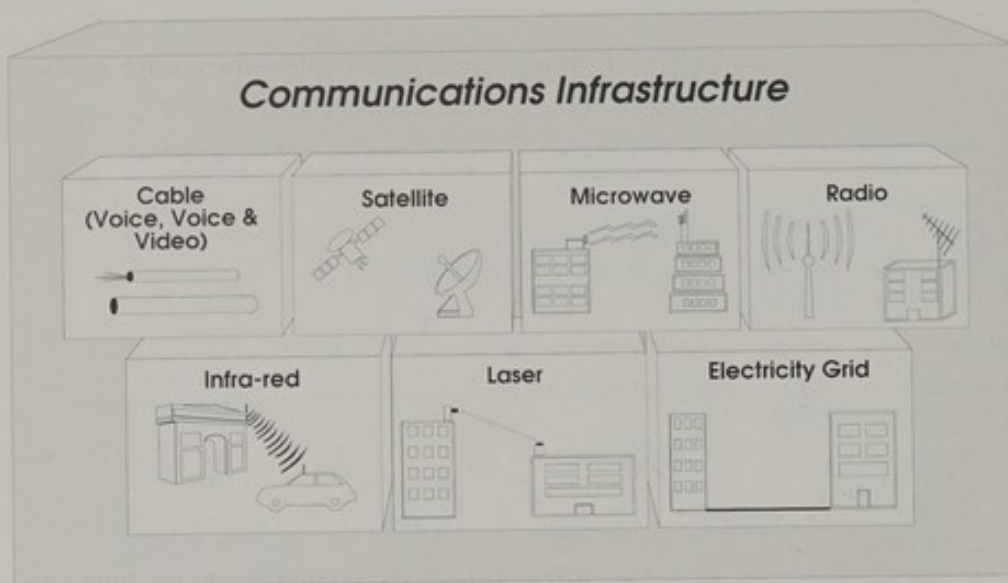 Communications Infrastructure
Cable
(Voice, Voice &
Video)
Satellite
Microwave
Radio
Infra-red
Laser
Electricity Grid